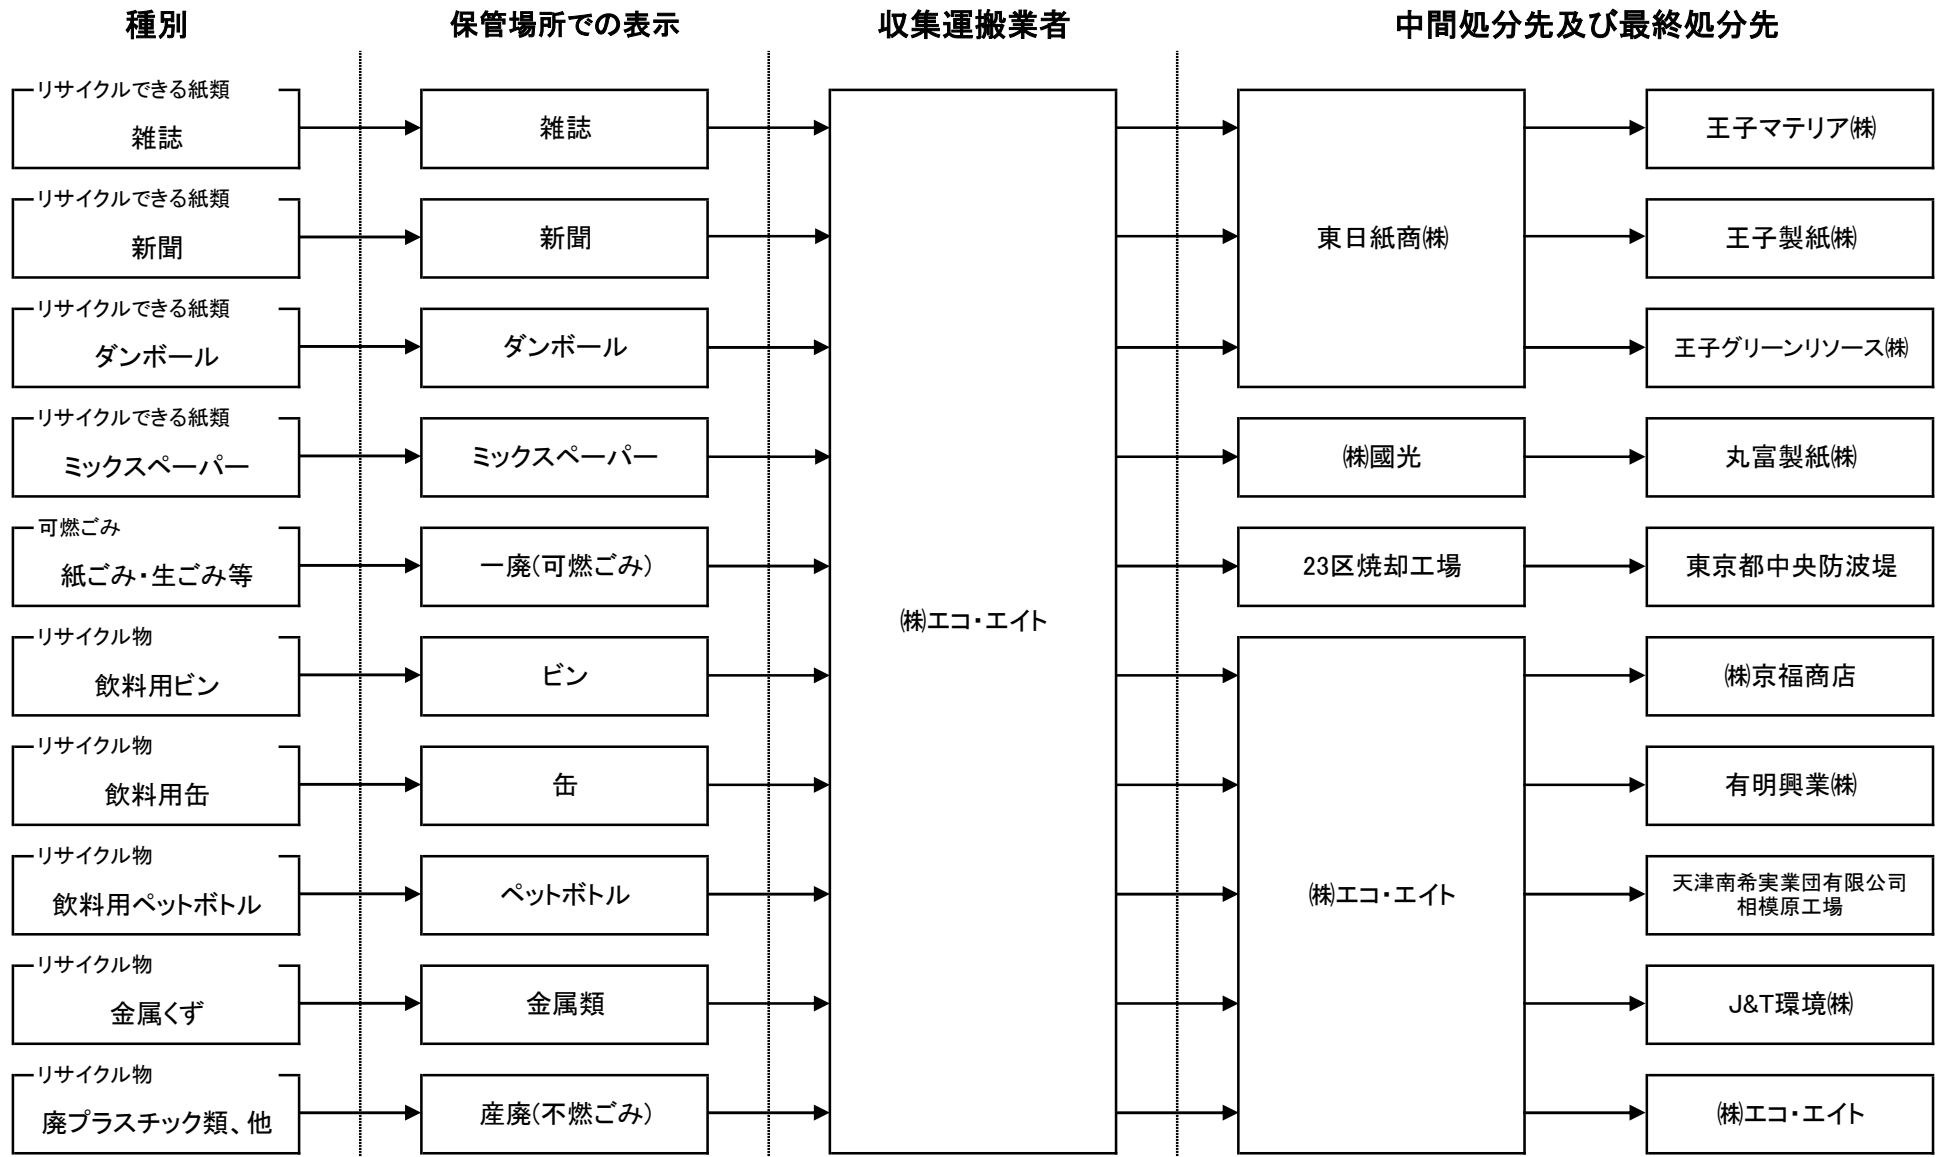 種別
保管場所での表示
収集運搬業者
中間処分先及び最終処分先
リサイクルできる紙類
雑誌
雑誌
王子マテリア㈱
リサイクルできる紙類
新聞
新聞
東日紙商㈱
王子製紙㈱
リサイクルできる紙類
ダンボール
ダンボール
王子グリーンリソース㈱
リサイクルできる紙類
ミックスペーパー
ミックスペーパー
㈱國光
丸富製紙㈱
可燃ごみ
紙ごみ・生ごみ等
一廃(可燃ごみ)
23区焼却工場
東京都中央防波堤
㈱エコ・エイト
リサイクル物
飲料用ビン
ビン
㈱京福商店
リサイクル物
飲料用缶
缶
有明興業㈱
リサイクル物
飲料用ペットボトル
ペットボトル
㈱エコ・エイト
天津南希実業団有限公司
相模原工場
リサイクル物
金属くず
金属類
J&T環境㈱
リサイクル物
廃プラスチック類、他
産廃(不燃ごみ)
㈱エコ・エイト